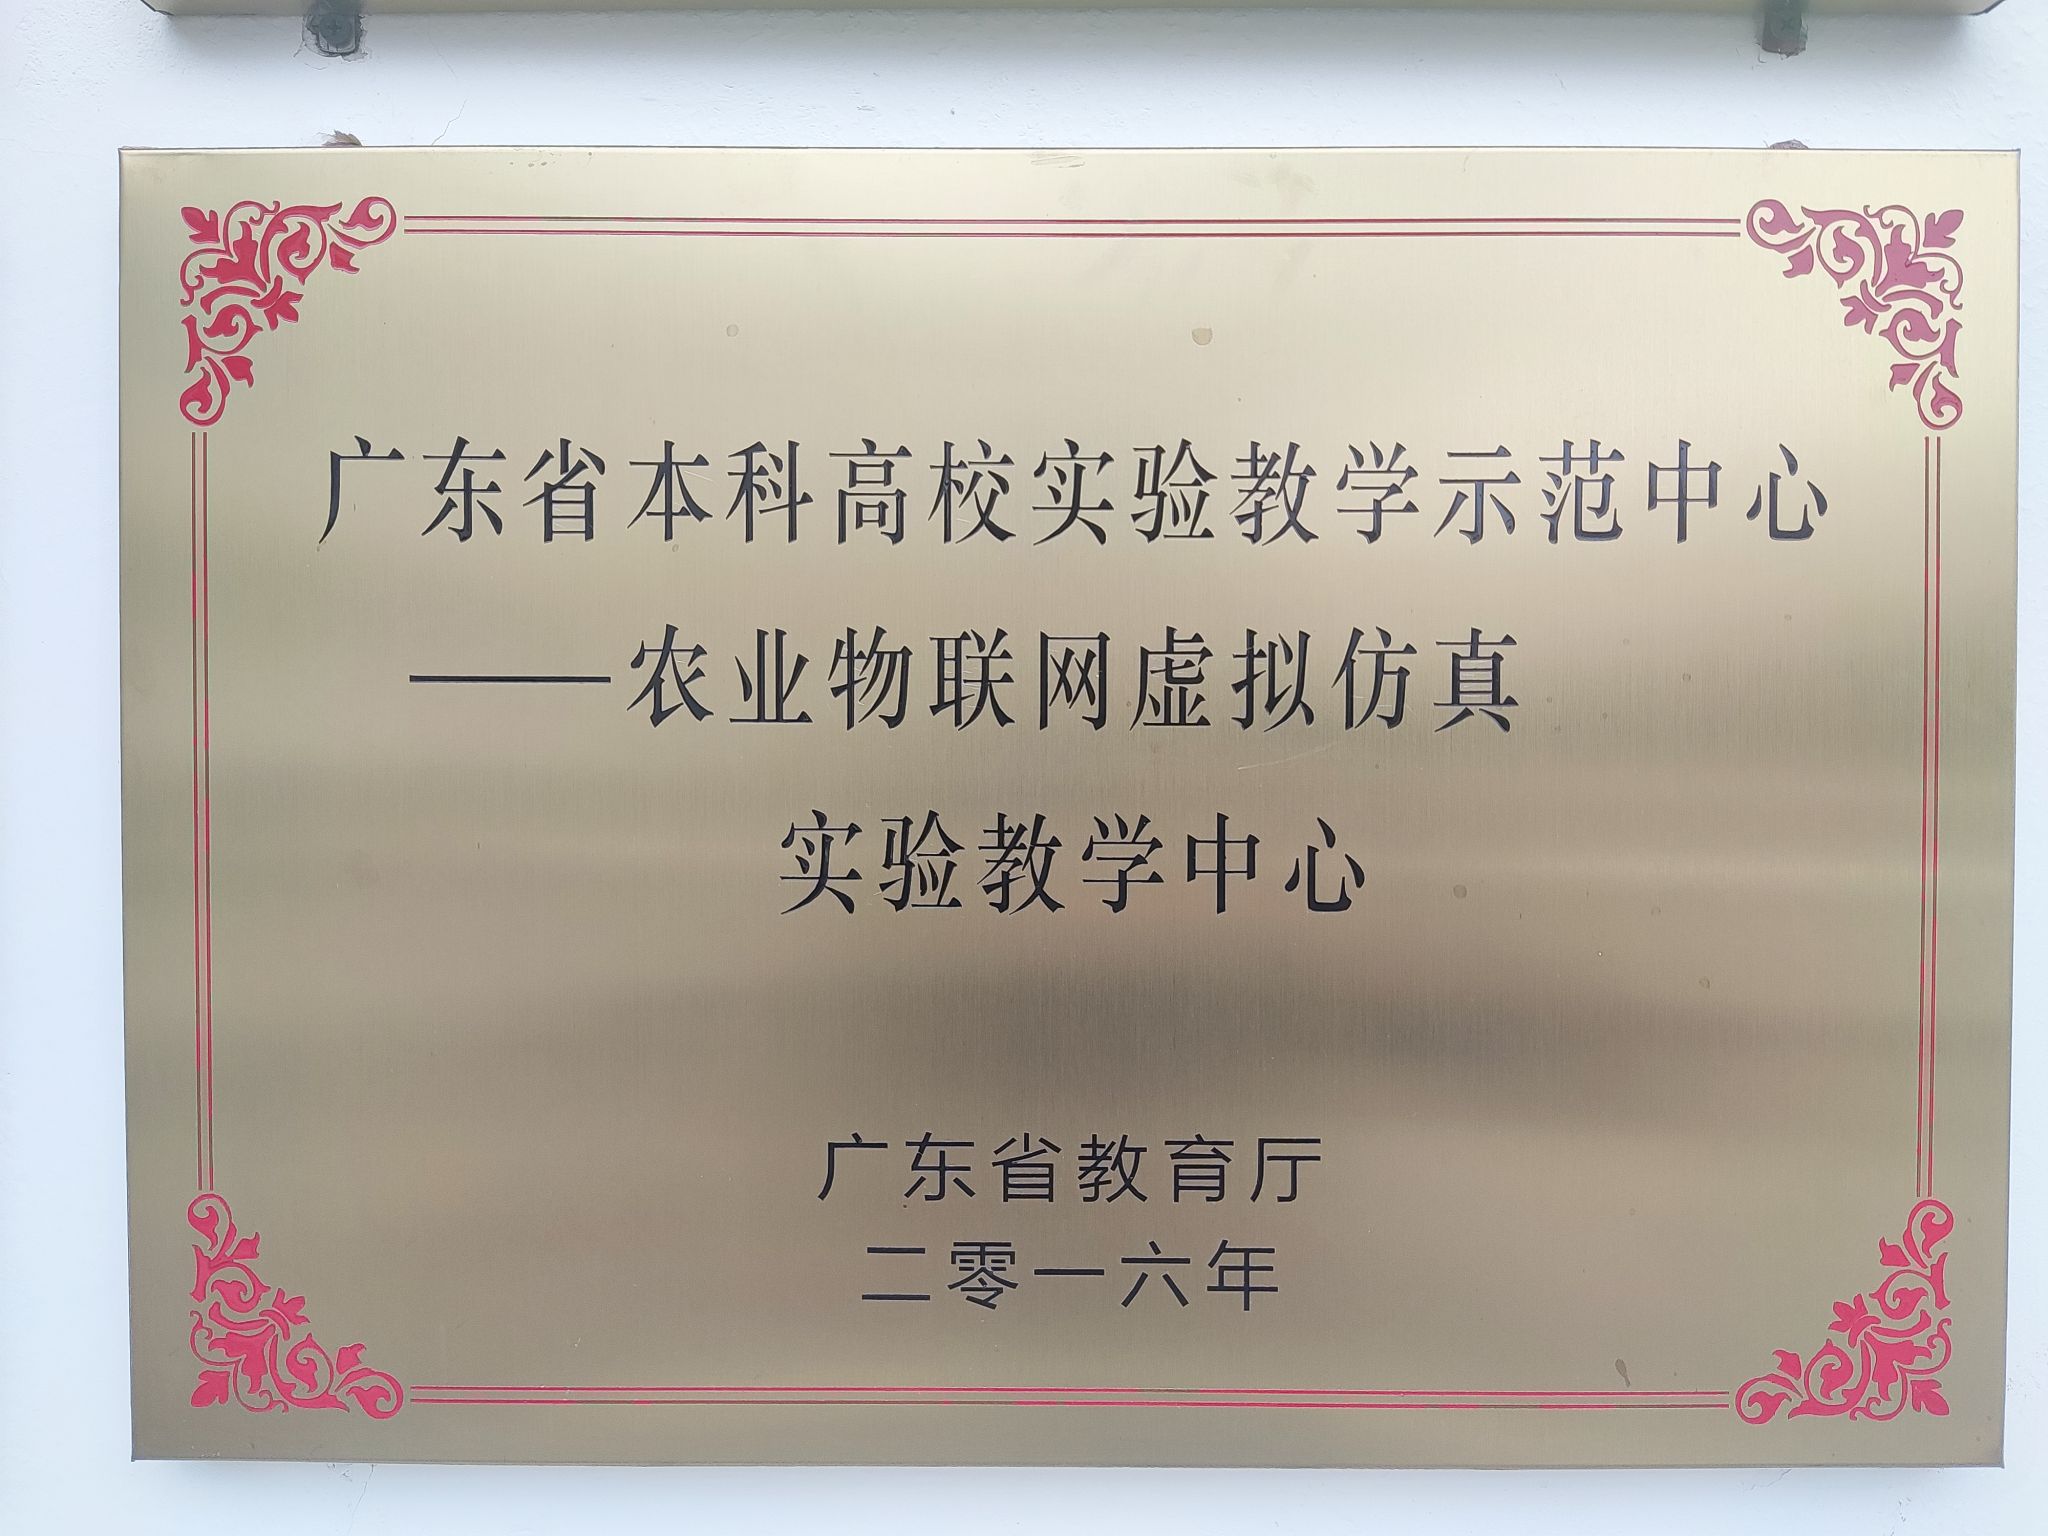 广东省本科高校实验教学示范中心
——农业物联网虚拟仿真
实验教学中心
广东省教育厅
二零一六年